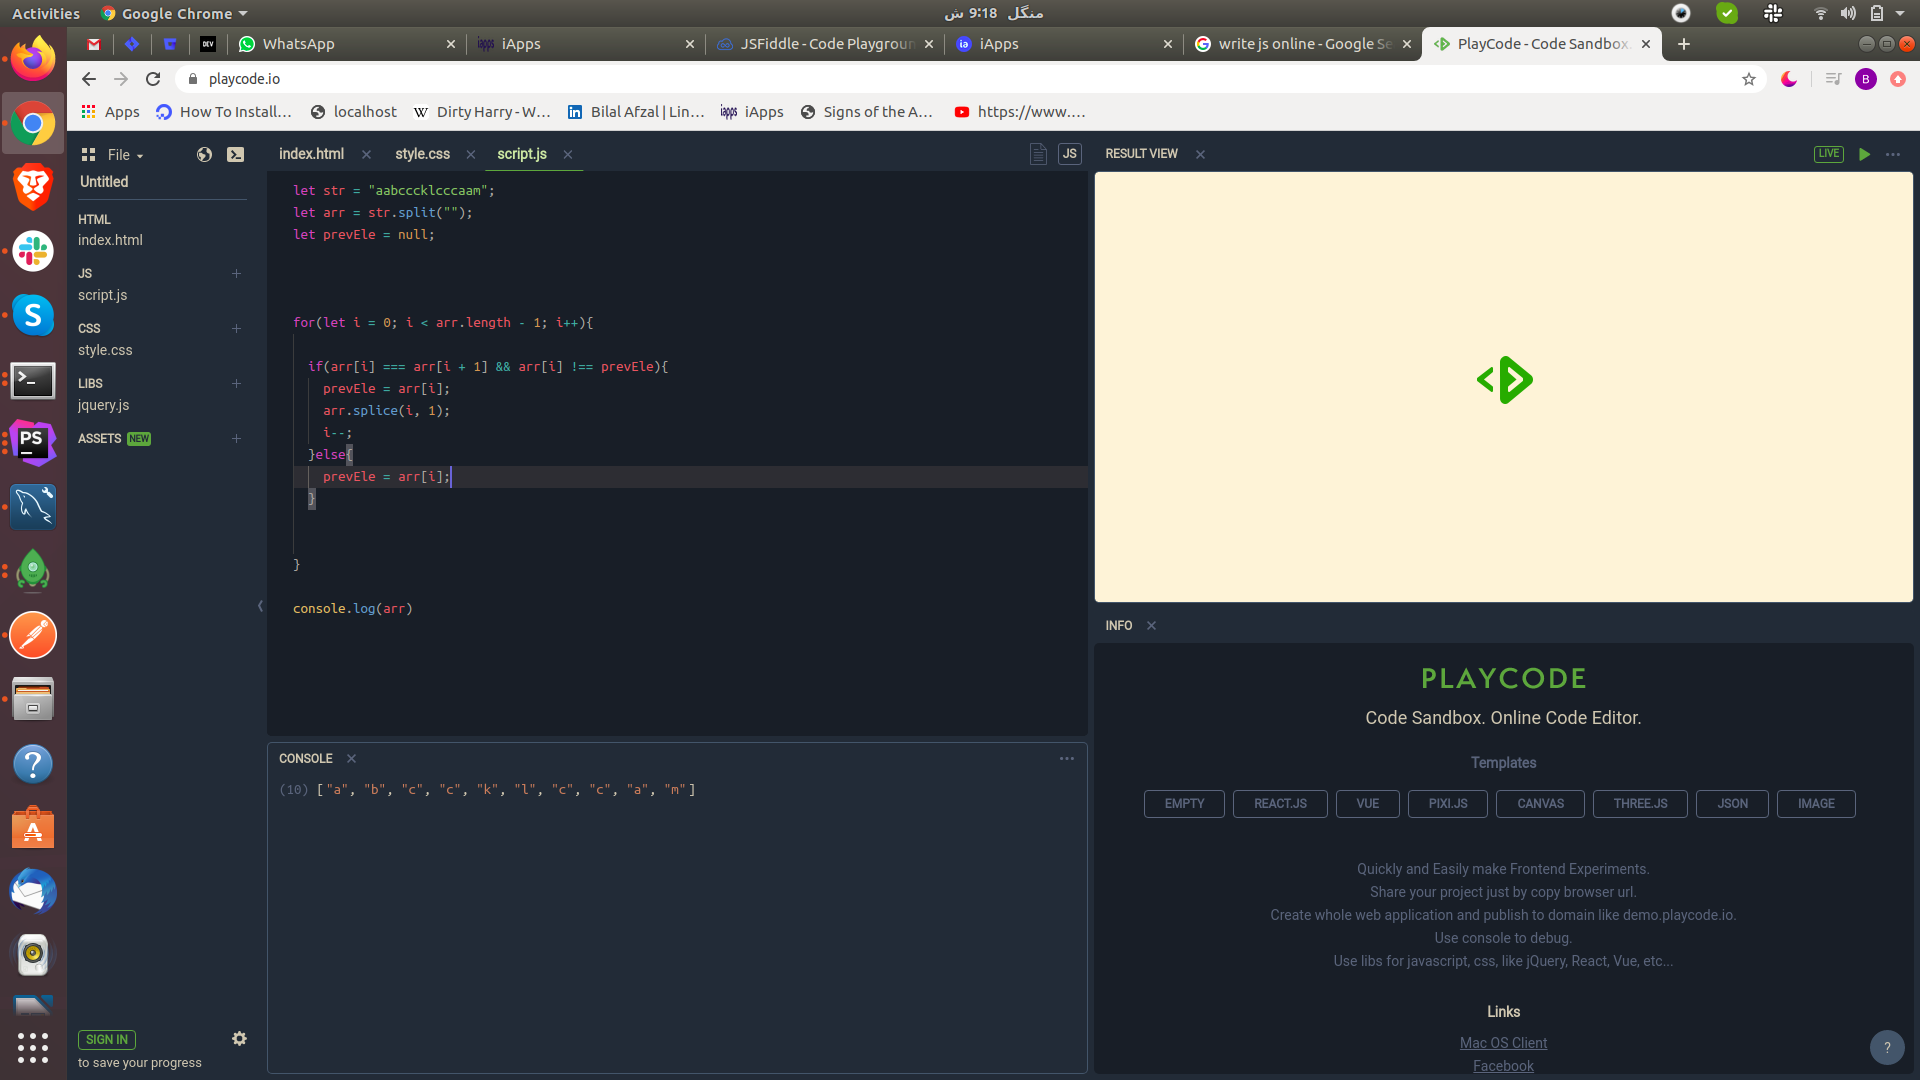 Activities
Google Chrome
منگل 9:18 ش
WhatsApp
iApps
JSFiddle - Code Playgroun
iApps
write js online - Google Se
PlayCode - Code Sandbox.
playcode.io
B
Apps
How To Install...
localhost
Dirty Harry - W...
Bilal Afzal | Lin...
iApps
Signs of the A...
https://www....
File
Untitled
HTML
index.html
JS
script.js
CSS
style.css
LIBS
jquery.js
ASSETS NEW
SIGN IN
to save your progress
index.html
style.css
script.js
JS
let str = "aabcccklcccaam";
let arr = str.split("");
let prevEle = null;
for(let i = 0; i < arr.length - 1; i++){
if(arr[i] === arr[i + 1] && arr[i] !== prevEle){
prevEle = arr[i];
arr.splice(i, 1);
i--;
}else{
prevEle = arr[i];
}
}
console.log(arr)
CONSOLE
(10) ["a", "b", "c", "c", "k", "l", "c", "c", "a", "m"]
RESULT VIEW
LIVE
INFO
PLAYCODE
Code Sandbox. Online Code Editor.
Templates
EMPTY
REACT.JS
VUE
PIXI.JS
CANVAS
THREE.JS
JSON
IMAGE
Quickly and Easily make Frontend Experiments.
Share your project just by copy browser url.
Create whole web application and publish to domain like demo.playcode.io.
Use console to debug.
Use libs for javascript, css, like jQuery, React, Vue, etc...
Links
Mac OS Client
Facebook
?